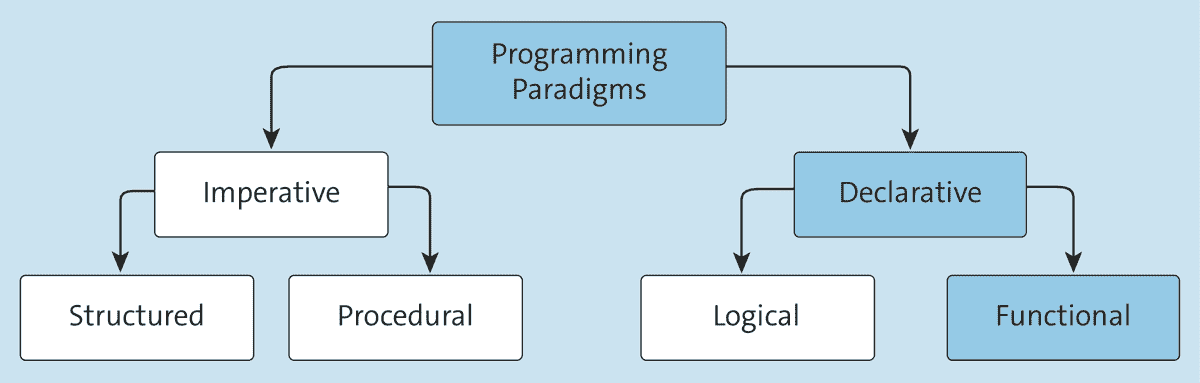 Programming
Paradigms
Imperative
Declarative
Structured
Procedural
Logical
Functional